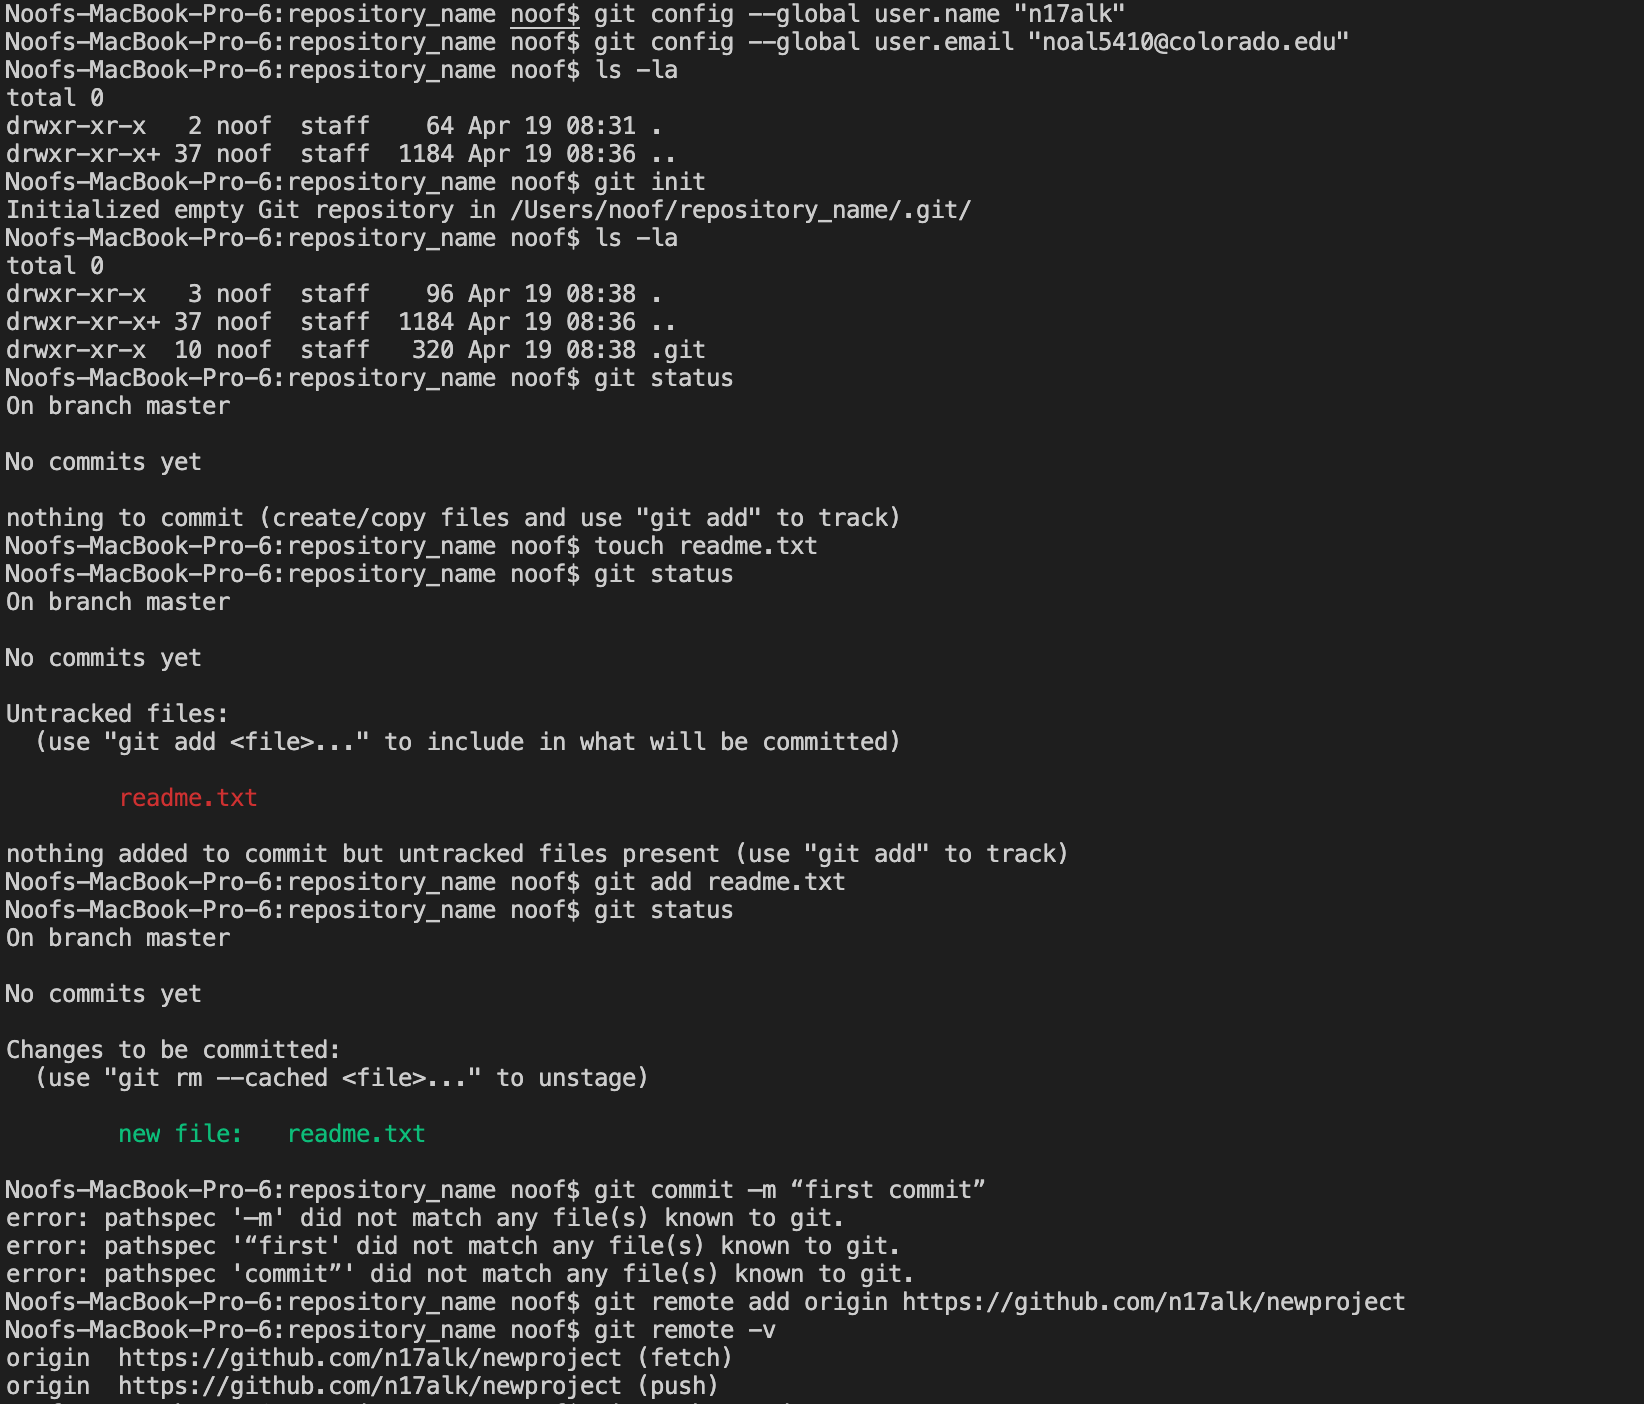 Noofs-MacBook-Pro-6:repository_name noof$ git config --global user.name "n17alk"
Noofs-MacBook-Pro-6:repository_name noof$ git config --global user.email "noal5410@colorado.edu"
Noofs-MacBook-Pro-6:repository_name noof$ ls -la
total 0
drwxr-xr-x   2 noof  staff    64 Apr 19 08:31 .
drwxr-xr-x+ 37 noof  staff  1184 Apr 19 08:36 ..
Noofs-MacBook-Pro-6:repository_name noof$ git init
Initialized empty Git repository in /Users/noof/repository_name/.git/
Noofs-MacBook-Pro-6:repository_name noof$ ls -la
total 0
drwxr-xr-x   3 noof  staff    96 Apr 19 08:38 .
drwxr-xr-x+ 37 noof  staff  1184 Apr 19 08:36 ..
drwxr-xr-x  10 noof  staff   320 Apr 19 08:38 .git
Noofs-MacBook-Pro-6:repository_name noof$ git status
On branch master
No commits yet
nothing to commit (create/copy files and use "git add" to track)
Noofs-MacBook-Pro-6:repository_name noof$ touch readme.txt
Noofs-MacBook-Pro-6:repository_name noof$ git status
On branch master
No commits yet
Untracked files:
  (use "git add <file>..." to include in what will be committed)
        readme.txt
nothing added to commit but untracked files present (use "git add" to track)
Noofs-MacBook-Pro-6:repository_name noof$ git add readme.txt
Noofs-MacBook-Pro-6:repository_name noof$ git status
On branch master
No commits yet
Changes to be committed:
  (use "git rm --cached <file>..." to unstage)
        new file:   readme.txt
Noofs-MacBook-Pro-6:repository_name noof$ git commit –m “first commit”
error: pathspec '–m' did not match any file(s) known to git.
error: pathspec '“first' did not match any file(s) known to git.
error: pathspec 'commit”' did not match any file(s) known to git.
Noofs-MacBook-Pro-6:repository_name noof$ git remote add origin https://github.com/n17alk/newproject
Noofs-MacBook-Pro-6:repository_name noof$ git remote -v
origin  https://github.com/n17alk/newproject (fetch)
origin  https://github.com/n17alk/newproject (push)